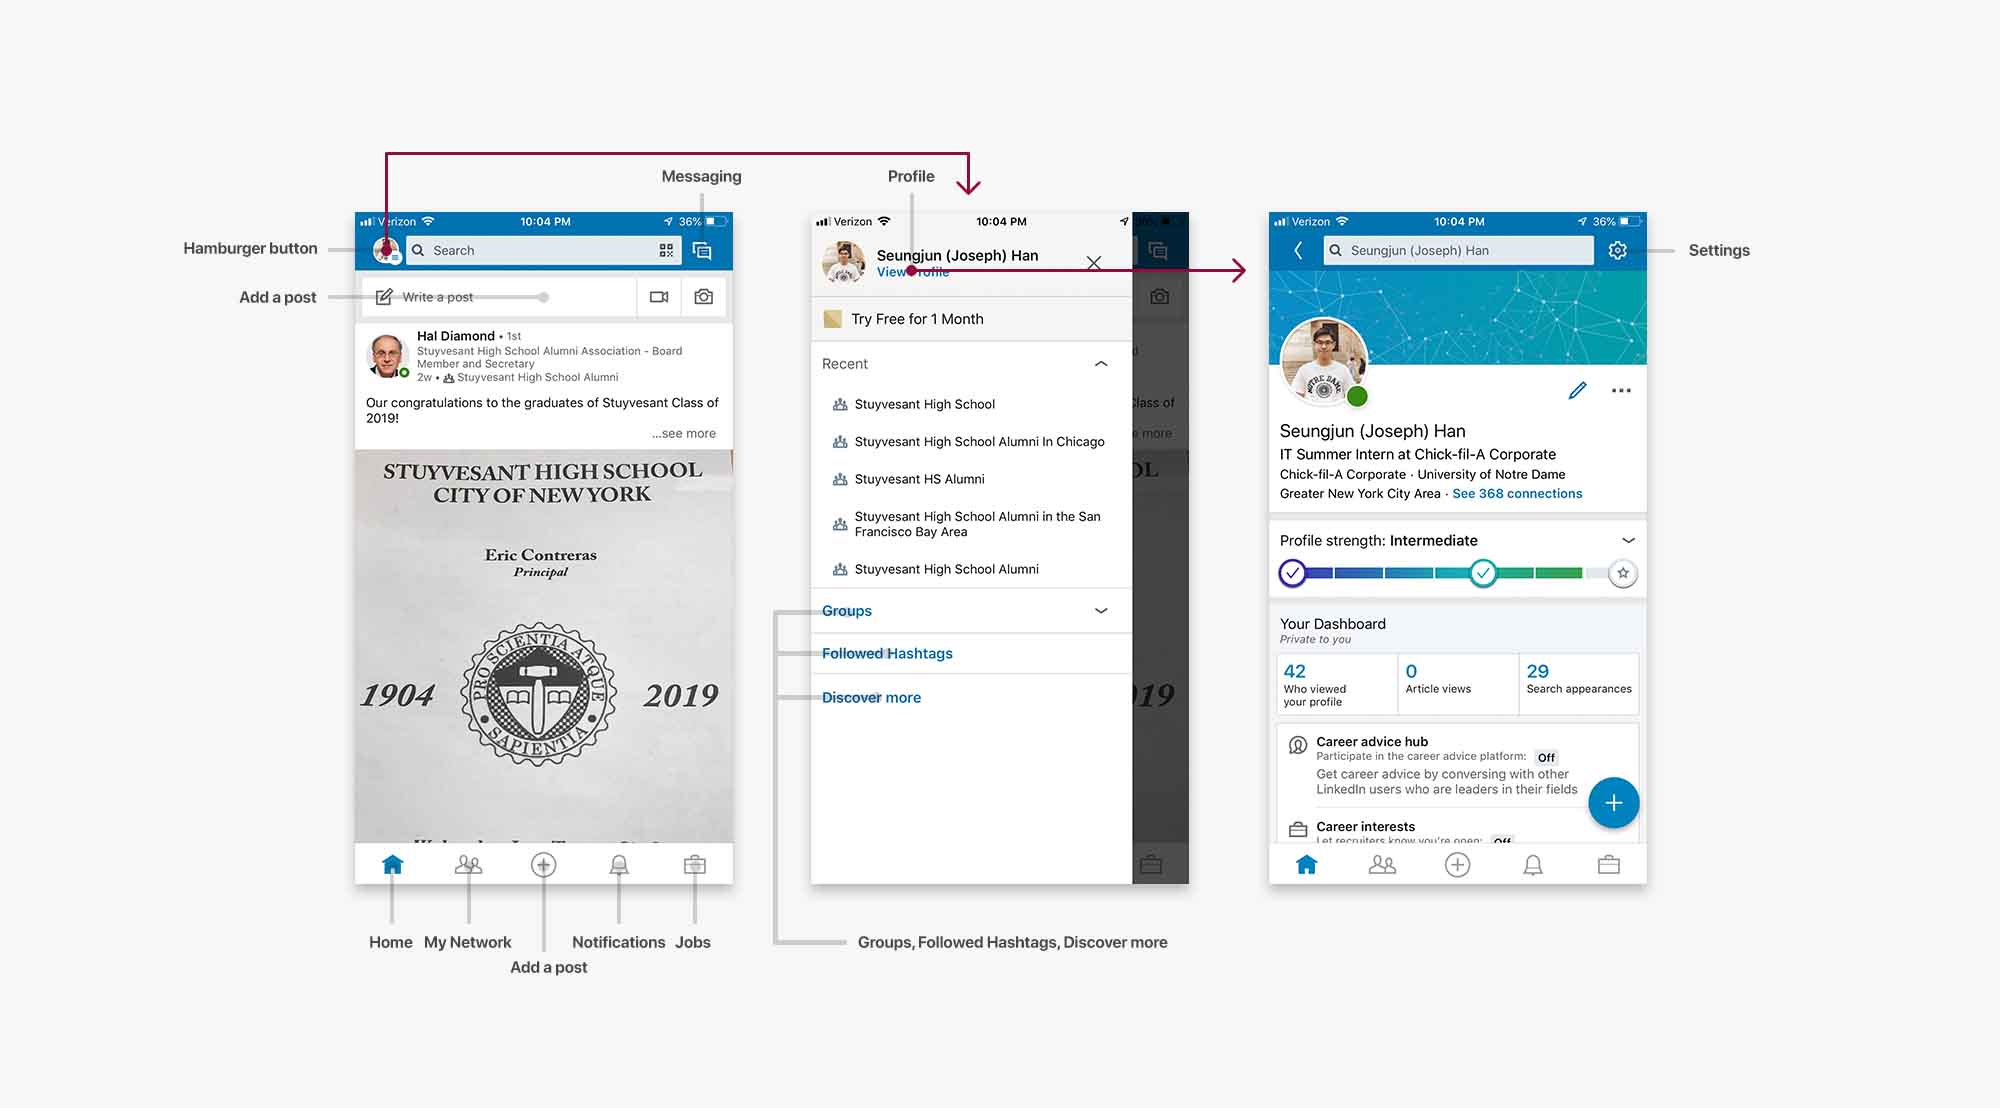 Messaging
Profile
Hamburger button
Add a post
Settings
Verizon
10:04 PM
36%
Search
Write a post
Hal Diamond • 1st
Stuyvesant High School Alumni Association - Board
Member and Secretary
2w • Stuyvesant High School Alumni
Our congratulations to the graduates of Stuyvesant Class of
2019!
...see more
STUYVESANT HIGH SCHOOL
CITY OF NEW YORK
Eric Contreras
Principal
1904
PRO SCIENTIA ATQUE
SAPIENTIA
2019
Home
My Network
Add a post
Notifications
Jobs
Verizon
10:04 PM
Seungjun (Joseph) Han
View Profile
Try Free for 1 Month
Recent
Stuyvesant High School
Stuyvesant High School Alumni In Chicago
Stuyvesant HS Alumni
Stuyvesant High School Alumni in the San
Francisco Bay Area
Stuyvesant High School Alumni
Groups
Followed Hashtags
Discover more
Class of
more
OL
2019
Groups, Followed Hashtags, Discover more
Verizon
10:04 PM
36%
Seungjun (Joseph) Han
NOTRE DAME
Seungjun (Joseph) Han
IT Summer Intern at Chick-fil-A Corporate
Chick-fil-A Corporate · University of Notre Dame
Greater New York City Area · See 368 connections
Profile strength: Intermediate
Your Dashboard
Private to you
42
Who viewed
your profile
0
Article views
29
Search appearances
Career advice hub
Participate in the career advice platform: Off
Get career advice by conversing with other
LinkedIn users who are leaders in their fields
Career interests
Let recruiters know you're open: Off